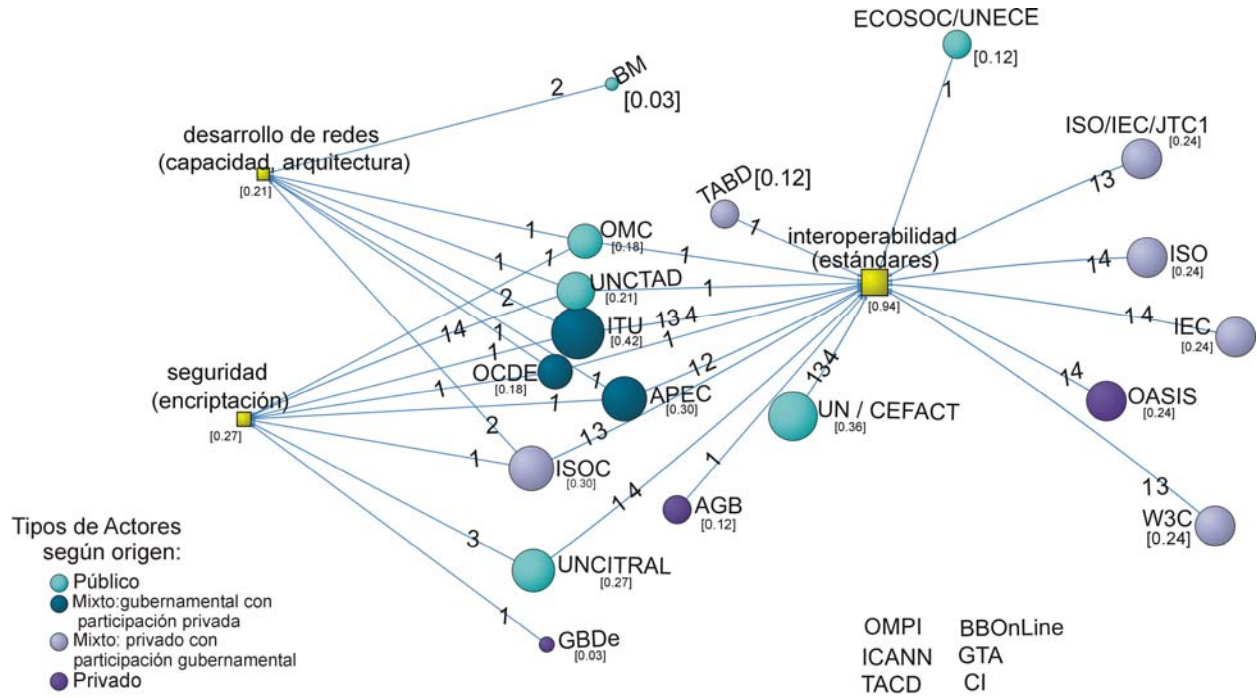 ECOSOC/UNECE
[0.12]
1
BM
[0.03]
2
desarrollo de redes
(capacidad, arquitectura)
[0.21]
ISO/IEC/JTC1
[0.24]
13
TABD [0.12]
1
OMC
[0.18]
1
1
1
interoperabilidad
(estándares)
[0.94]
ISO
[0.24]
14
UNCTAD
[0.21]
1
1
14
2
ITU
[0.42]
13 4
1
1
IEC
[0.24]
14
OCDE
[0.18]
1
1
1
seguridad
(encriptación)
[0.27]
APEC
[0.30]
1
1
12
UN / CEFACT
[0.36]
134
OASIS
[0.24]
14
ISOC
[0.30]
2
1
13
AGB
[0.12]
1
W3C
[0.24]
13
UNCITRAL
[0.27]
3
14
GBDe
[0.03]
1
Tipos de Actores
según origen:
Público
Mixto:gubernamental con
participación privada
Mixto: privado con
participación gubernamental
Privado
OMPI BBOnLine
ICANN GTA
TACD CI